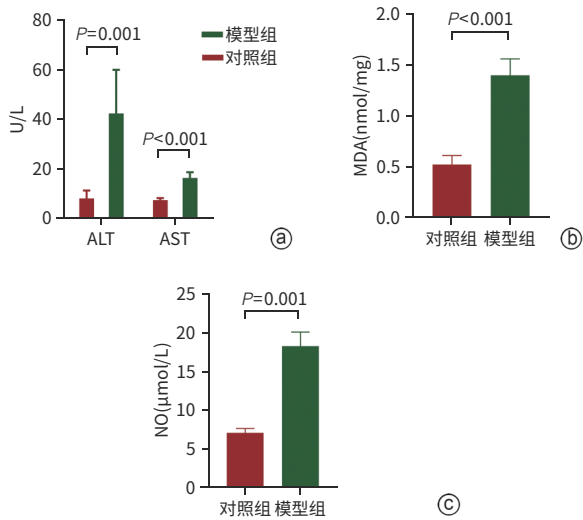 80
60
40
20
0
U/L
P=0.001
P<0.001
模型组
对照组
ALT AST
ⓐ
2.0
1.5
1.0
0.5
0.0
MDA(nmol/mg)
P<0.001
对照组 模型组
ⓑ
25
20
15
10
5
0
NO(μmol/L)
P=0.001
对照组 模型组
ⓒ